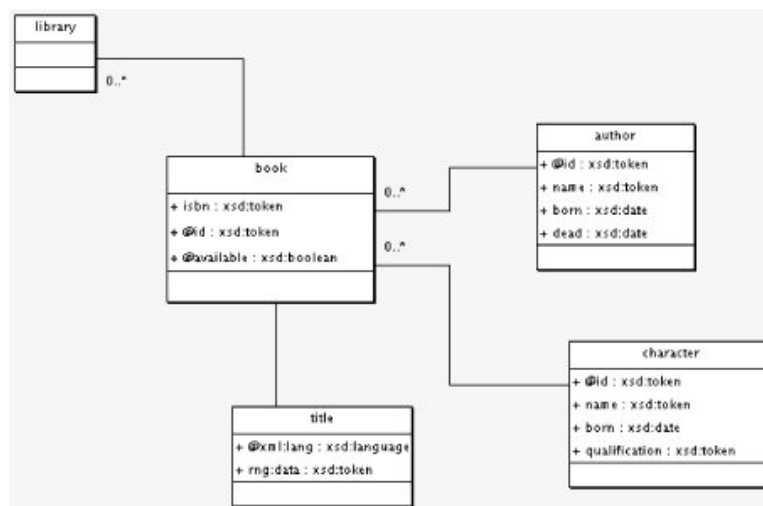 library
0..*
book
+ isbn : xsd:token
+ @id : xsd:token
+ @available : xsd:boolean
0..*
0..*
author
+ @id : xsd:token
+ name : xsd:token
+ born : xsd:date
+ dead : xsd:date
character
+ @id : xsd:token
+ name : xsd:token
+ born : xsd:date
+ qualification : xsd:token
title
+ @xml:lang : xsd:language
+ rng:data : xsd:token